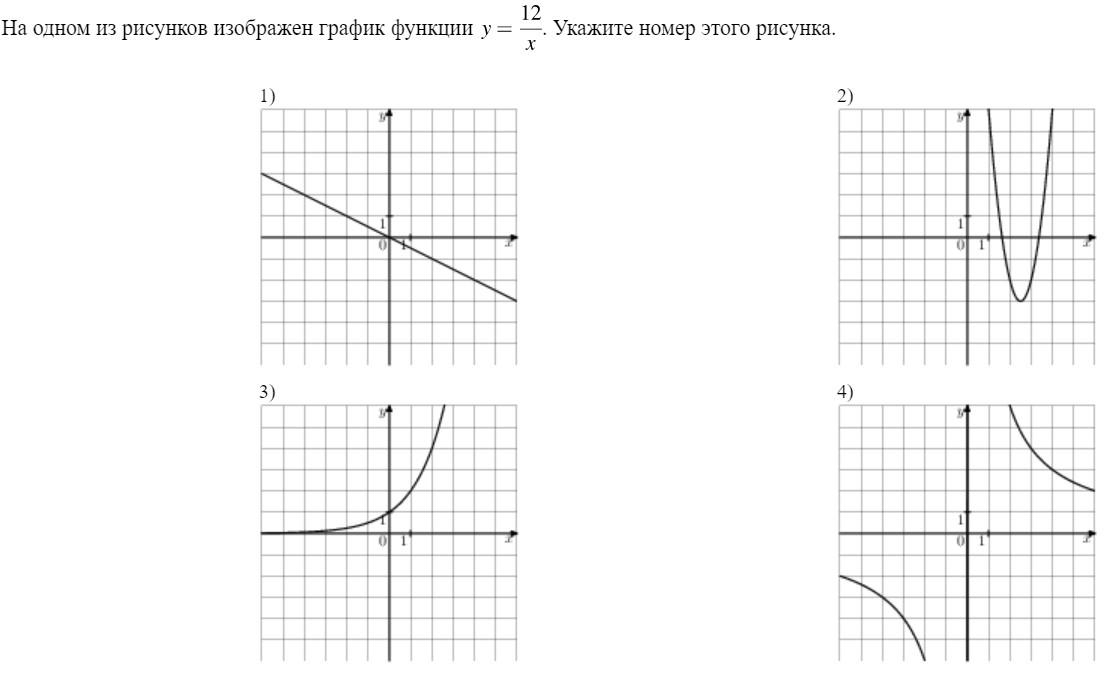 На одном из рисунков изображен график функции y = 12/x. Укажите номер этого рисунка.
1)
2)
y
1
0 1 x
y
1
0 1 x
3)
4)
y
1
0 1 x
y
1
0 1 x